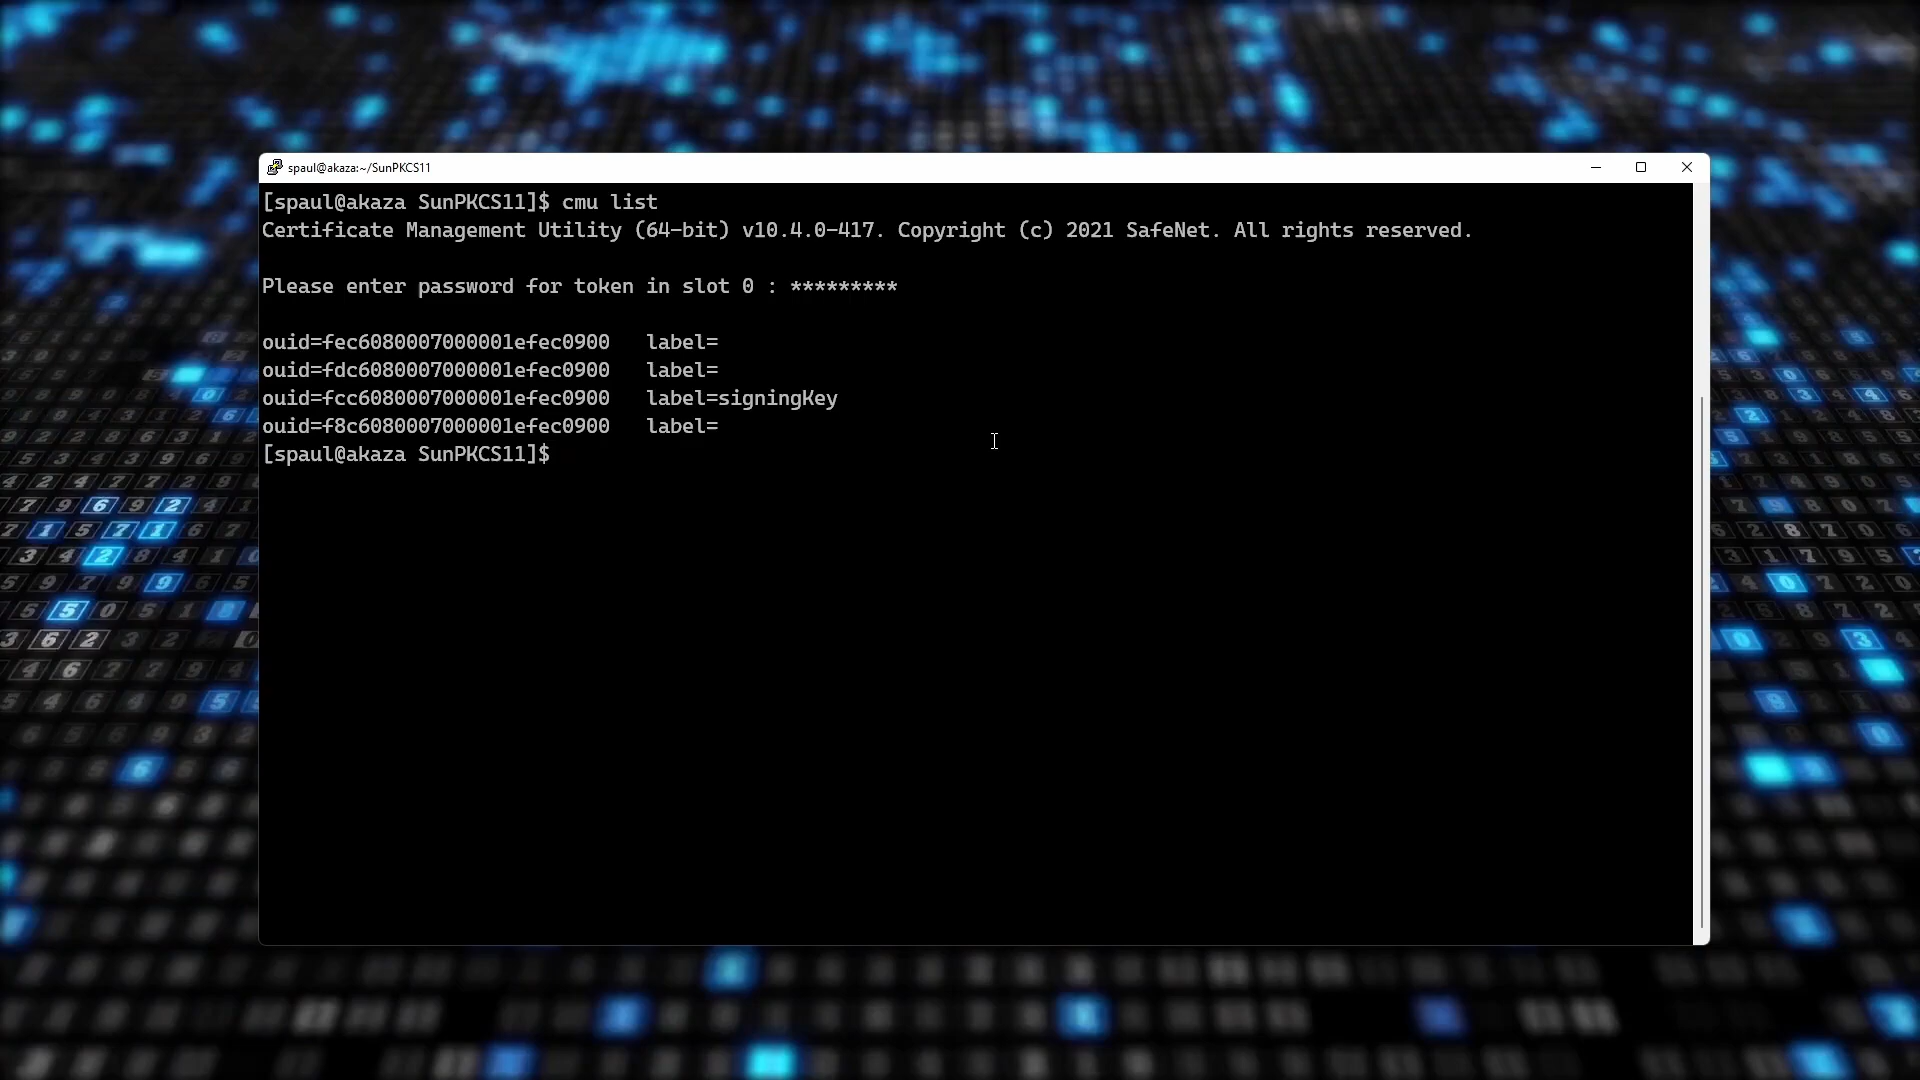 spaul@akaza:~/SunPKCS11
[spaul@akaza SunPKCS11]$ cmu list
Certificate Management Utility (64-bit) v10.4.0-417. Copyright (c) 2021 SafeNet. All rights reserved.
Please enter password for token in slot 0 : *********
ouid=fec6080007000001efec0900   label=
ouid=fdc6080007000001efec0900   label=
ouid=fcc6080007000001efec0900   label=signingKey
ouid=f8c6080007000001efec0900   label=
[spaul@akaza SunPKCS11]$